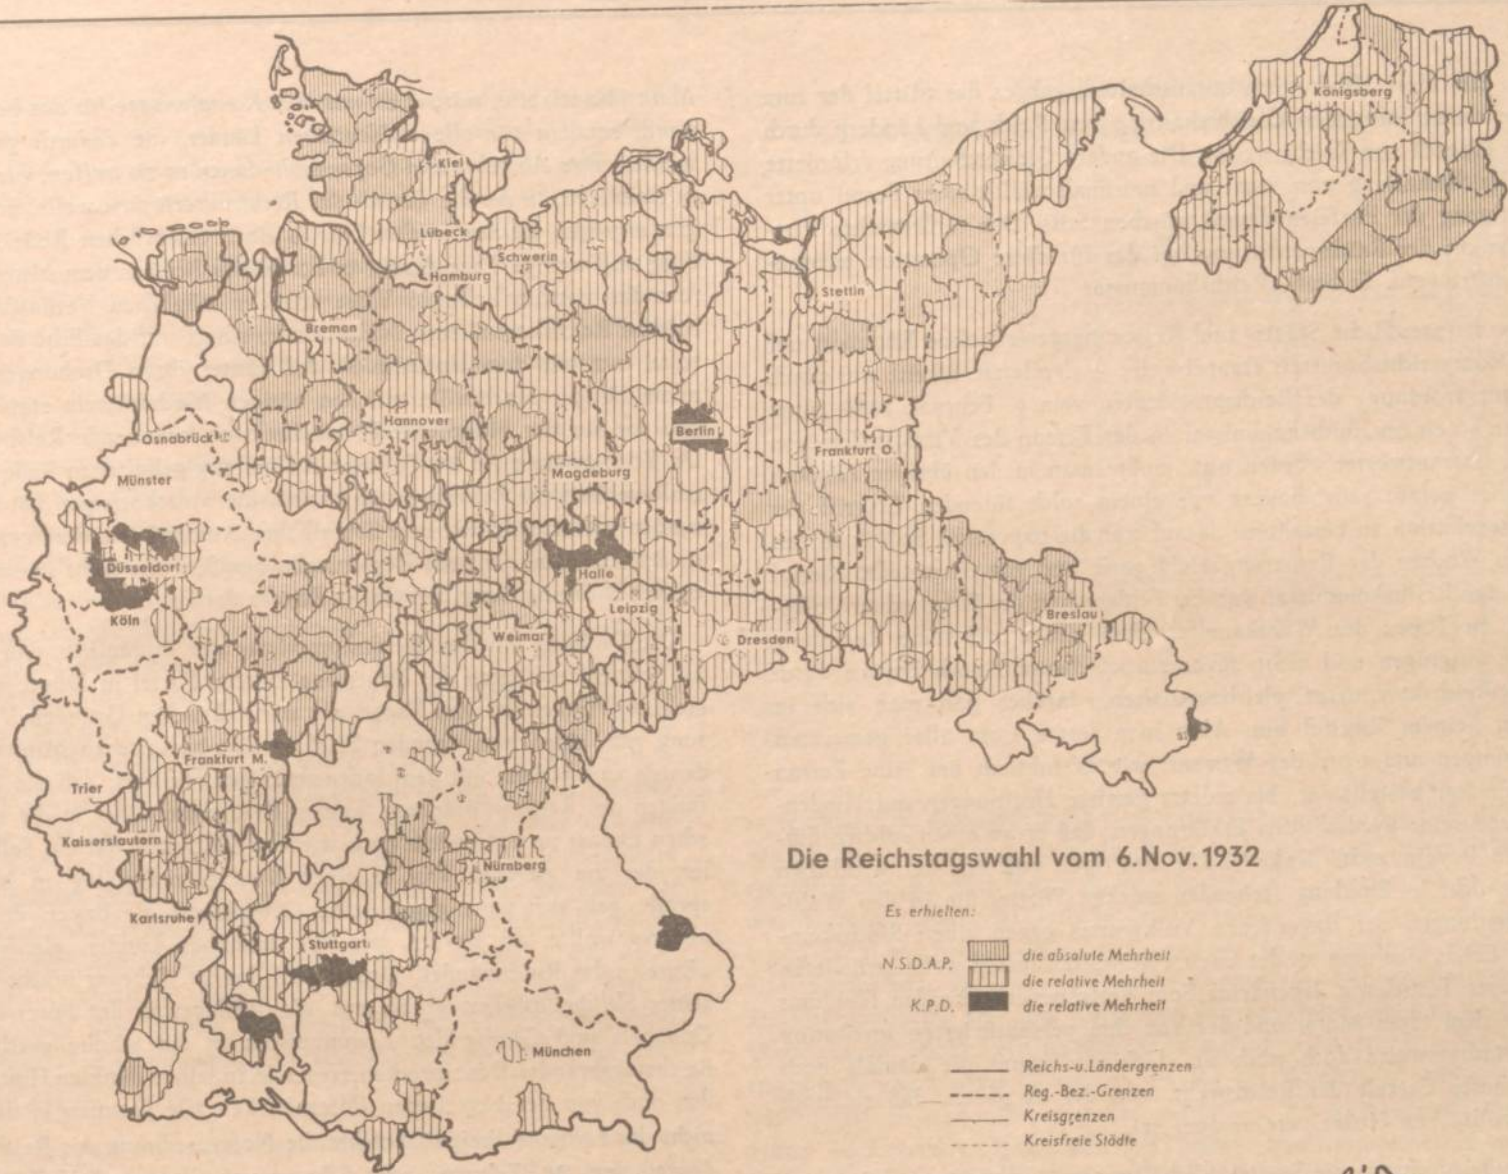 Königsberg
Kiel
Lübeck
Schwerin
Hamburg
Stettin
Bremen
Hannover
Berlin
Osnabrück
Frankfurt O.
Magdeburg
Münster
Düsseldorf
Halle
Köln
Leipzig
Breslau
Weimar
Dresden
Frankfurt M.
Trier
Kaiserslautern
Nürnberg
Karlsruhe
Stuttgart
München
Die Reichstagswahl vom 6.Nov.1932
Es erhielten:
N.S.D.A.P. die absolute Mehrheit
die relative Mehrheit
K.P.D. die relative Mehrheit
Reichs-u.Ländergrenzen
Reg.-Bez.-Grenzen
Kreisgrenzen
Kreisfreie Städte